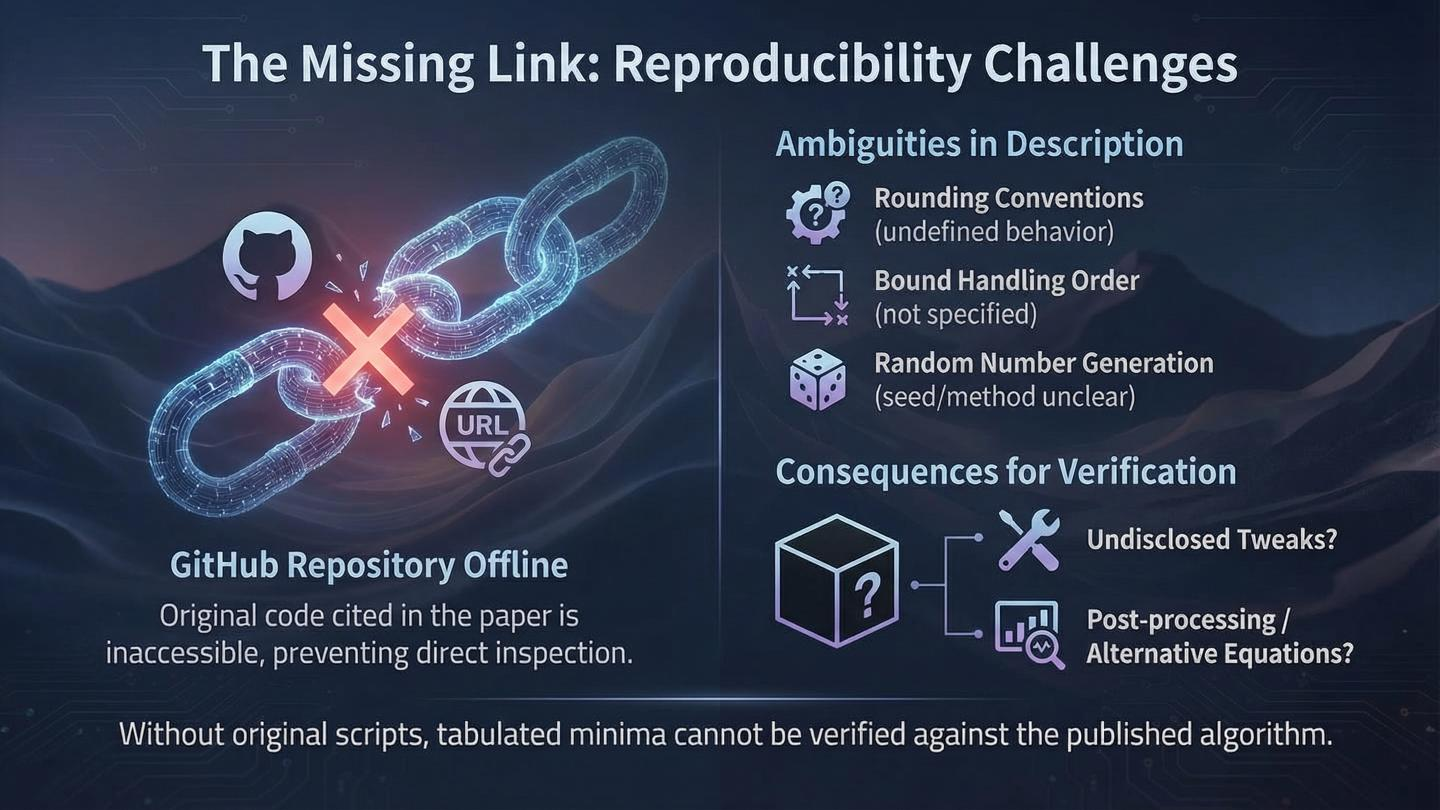 The Missing Link: Reproducibility Challenges
URL
GitHub Repository Offline
Original code cited in the paper is
inaccessible, preventing direct inspection.
Ambiguities in Description
? ?
Rounding Conventions
(undefined behavior)
Bound Handling Order
(not specified)
Random Number Generation
(seed/method unclear)
Consequences for Verification
?
Undisclosed Tweaks?
Post-processing /
Alternative Equations?
Without original scripts, tabulated minima cannot be verified against the published algorithm.